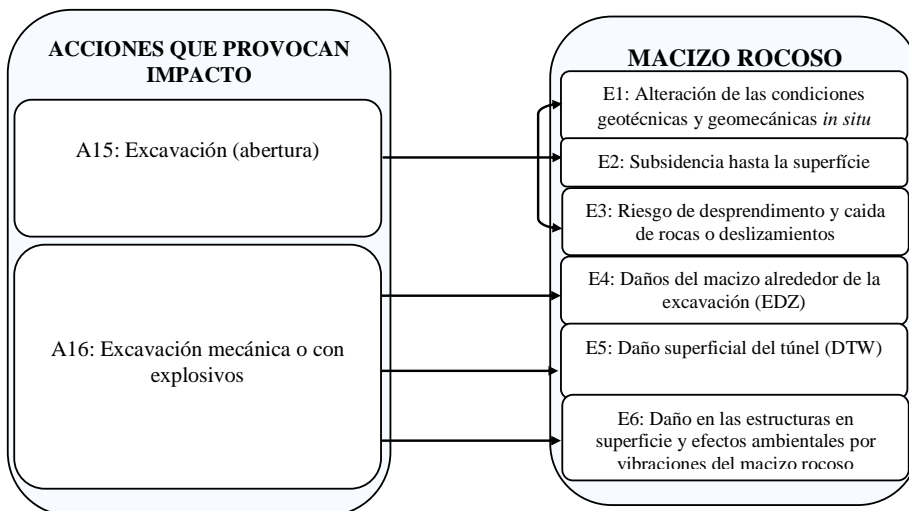 ACCIONES QUE PROVOCAN
IMPACTO
A15: Excavación (abertura)
A16: Excavación mecánica o con
explosivos
MACIZO ROCOSO
E1: Alteración de las condiciones
geotécnicas y geomecánicas in situ
E2: Subsidencia hasta la superfície
E3: Riesgo de desprendimento y caida
de rocas o deslizamientos
E4: Daños del macizo alrededor de la
excavación (EDZ)
E5: Daño superficial del túnel (DTW)
E6: Daño en las estructuras en
superficie y efectos ambientales por
vibraciones del macizo rocoso